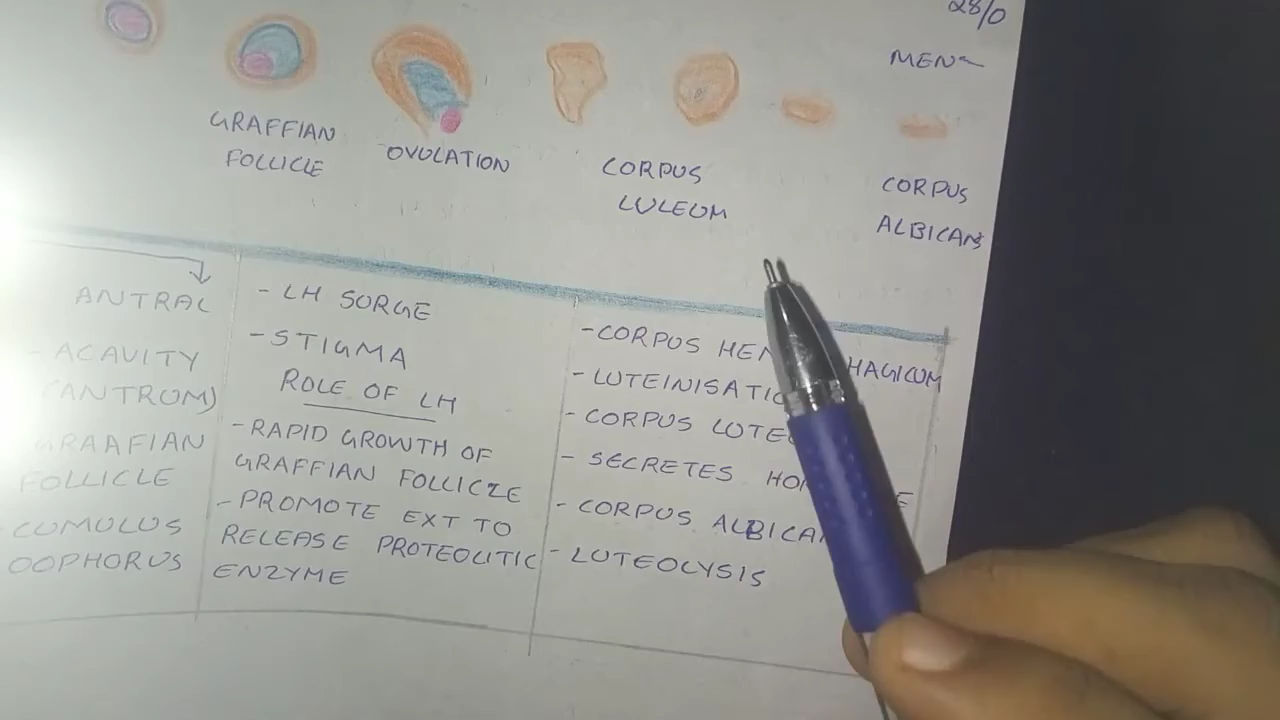 28/0
MEN
GRAFFIAN
FOLLICLE
OVULATION
CORPUS
LULEUM
CORPUS
ALBICANS
ANTRAL
- ACAVITY
(ANTRUM)
GRAAFIAN
FOLLICLE
- CUMULUS
OOPHORUS
- LH SURGE
- STIGMA
ROLE OF LH
- RAPID GROWTH OF
GRAFFIAN FOLLICLE
- PROMOTE EXT TO
RELEASE PROTEOLITIC
ENZYME
- CORPUS HEM HAGICUM
- LUTEINISATIO
- CORPUS LUTE
- SECRETES HO E
- CORPUS ALBICA
- LUTEOLYSIS